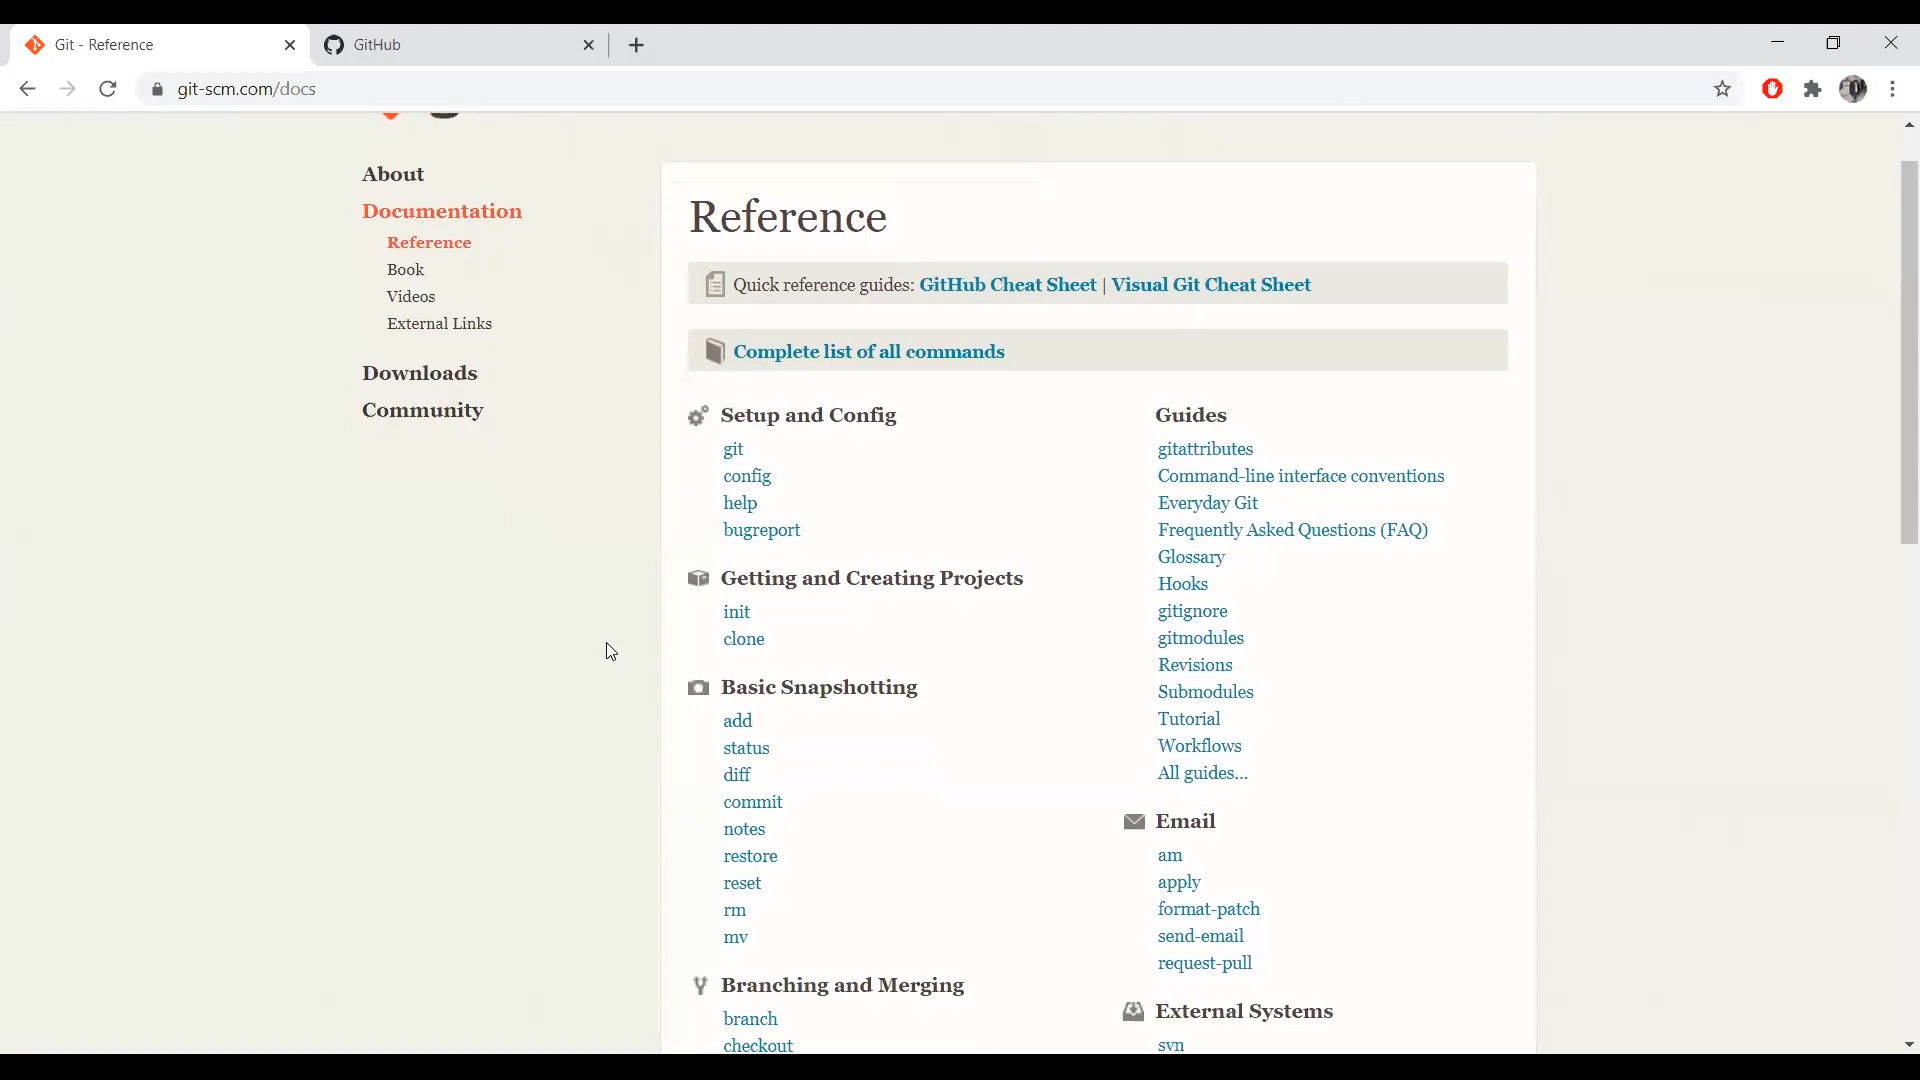 Git - Reference
GitHub
git-scm.com/docs
About
Documentation
Reference
Book
Videos
External Links
Downloads
Community
Reference
Quick reference guides: GitHub Cheat Sheet | Visual Git Cheat Sheet
Complete list of all commands
Setup and Config
git
config
help
bugreport
Getting and Creating Projects
init
clone
Basic Snapshotting
add
status
diff
commit
notes
restore
reset
rm
mv
Branching and Merging
branch
checkout
Guides
gitattributes
Command-line interface conventions
Everyday Git
Frequently Asked Questions (FAQ)
Glossary
Hooks
gitignore
gitmodules
Revisions
Submodules
Tutorial
Workflows
All guides...
Email
am
apply
format-patch
send-email
request-pull
External Systems
svn